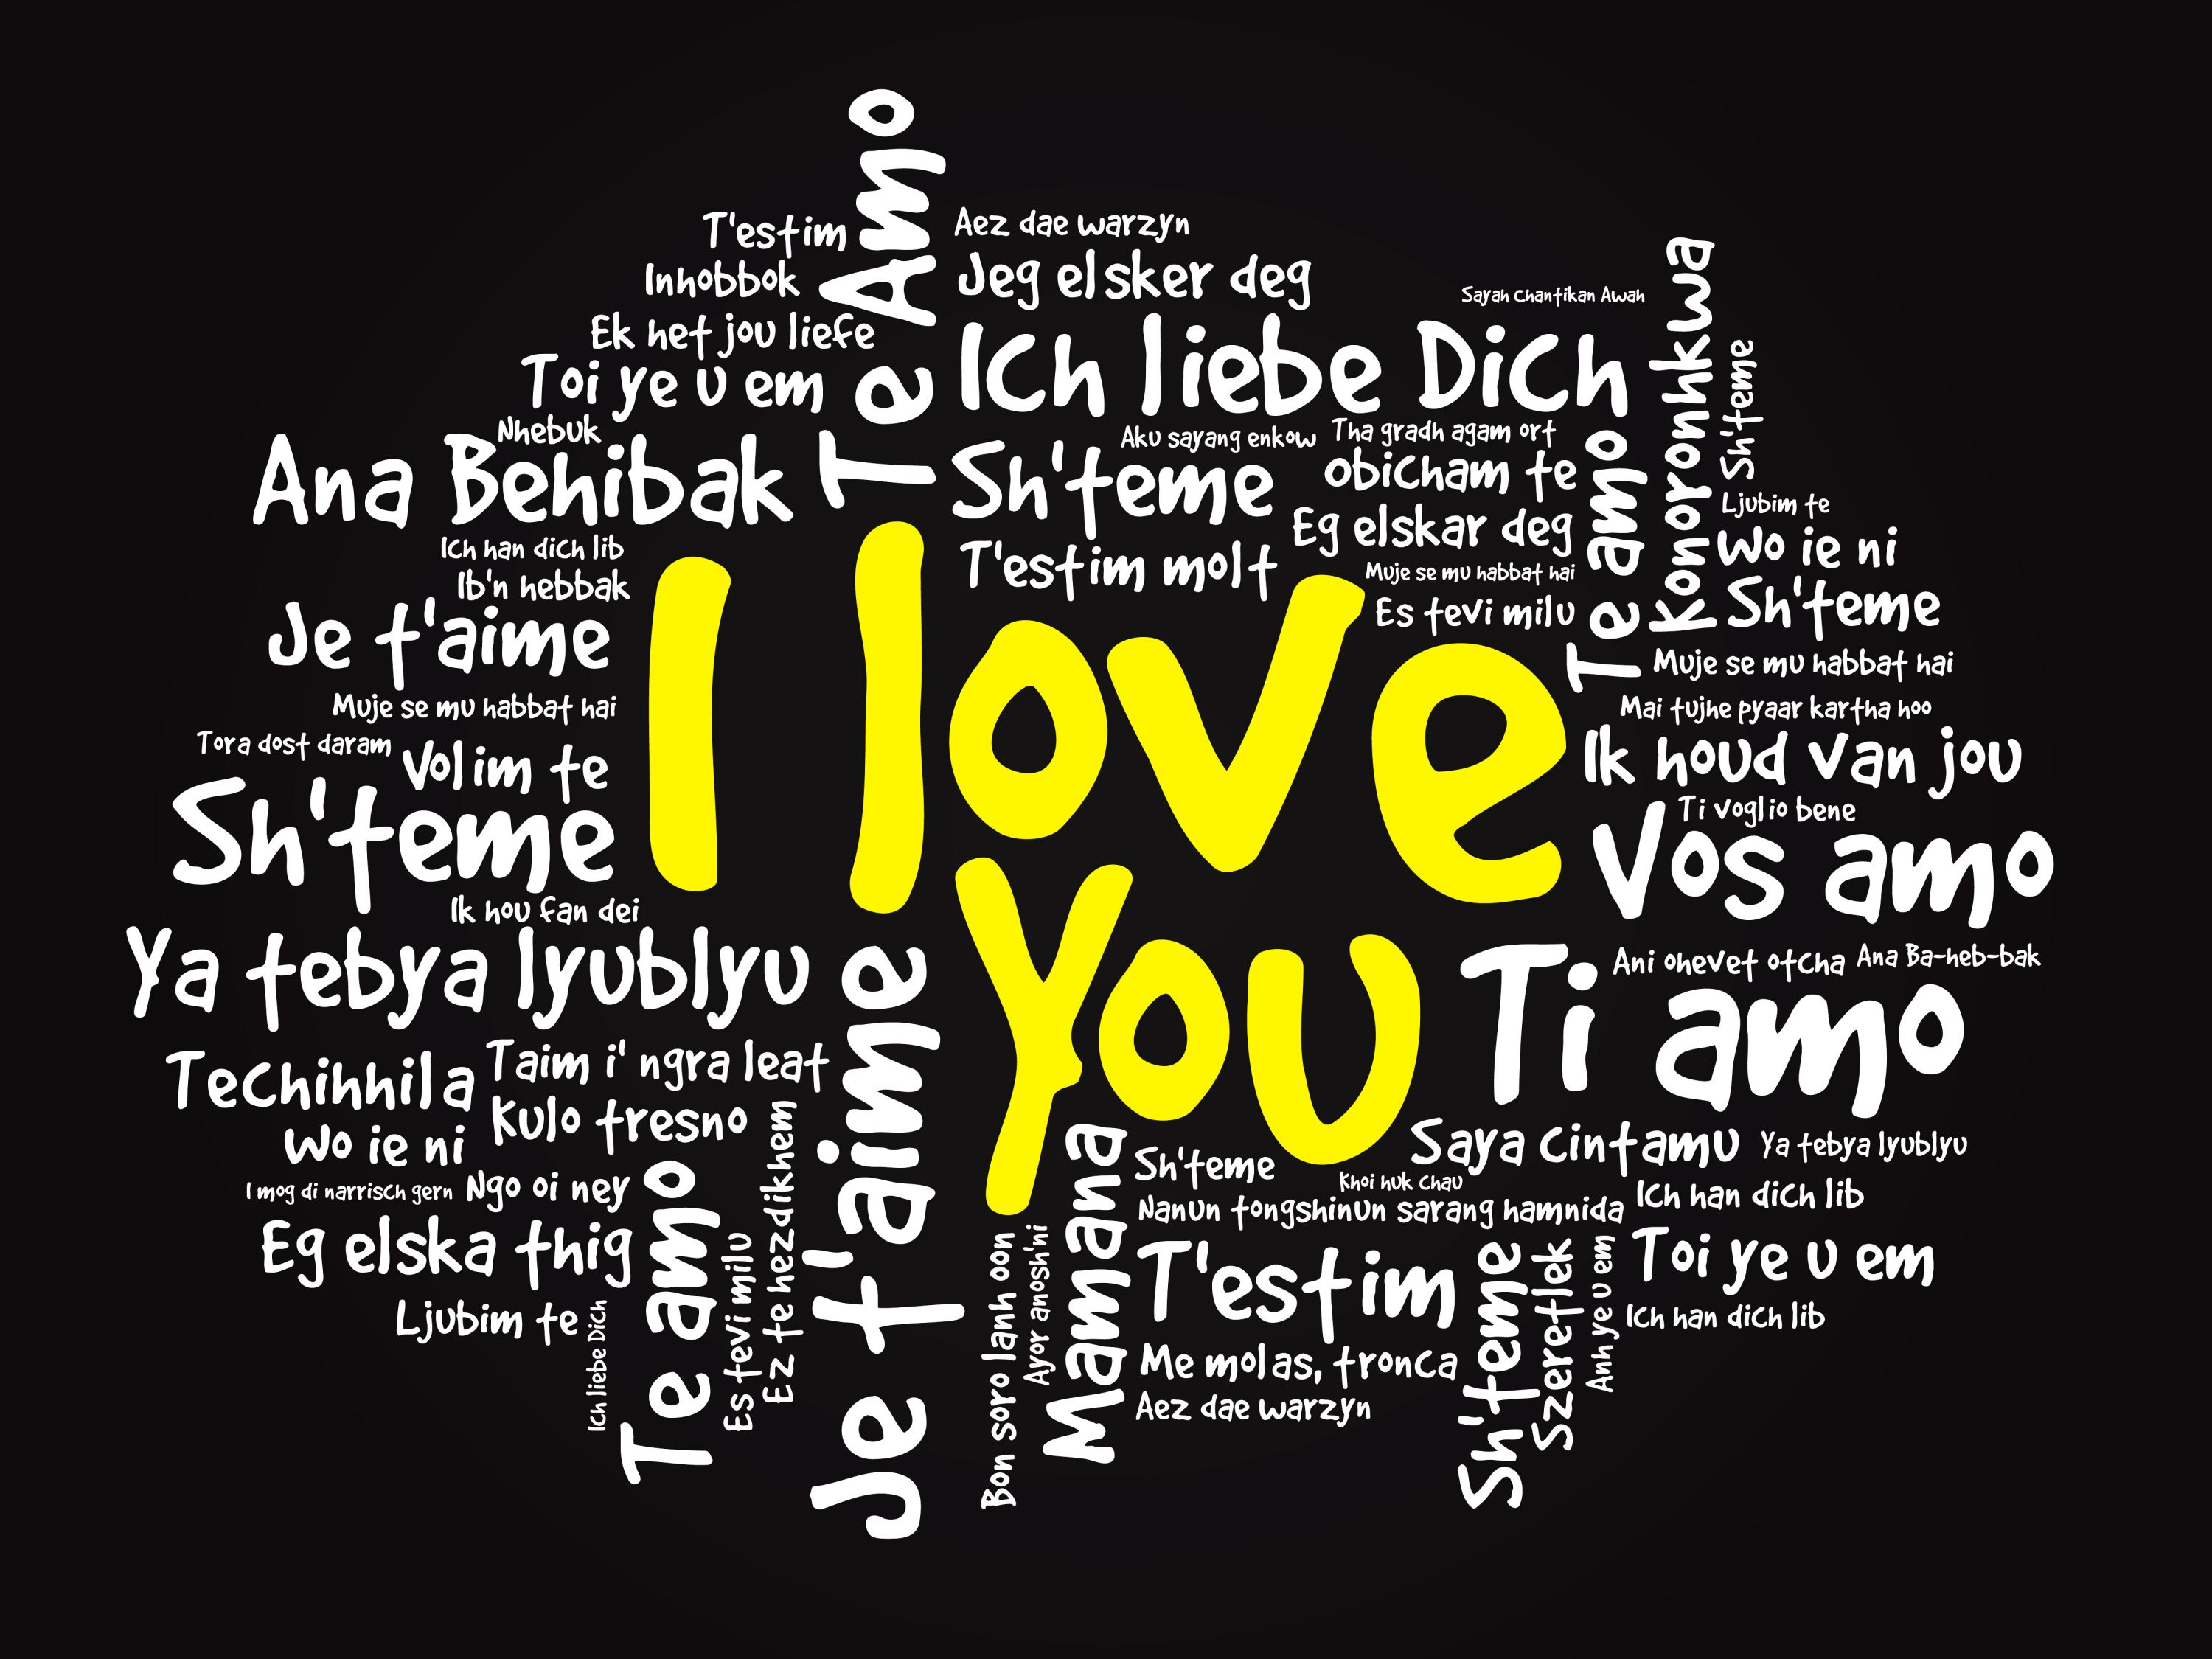 Te Amo
T'estim
Aez dae warzyn
Inhobbok
Jeg elsker deg
Sayah Chantikan Awah
Ek het jou liefe
Ich liebe Dich
Konoronhkwa
Toi ye u em
Sh'teme
Nhebuk
Ana Behibak
Sh'teme
Aku sayang enkow
Tha gradh agam ort
obicham te
Te amo
Ljubim te
Eg elskar deg
Wo ie ni
Ich han dich lib
T'estim molt
Muje se mu habbat hai
Ib'n hebbak
Es tevi milu
Sh'teme
Je t'aime
I love
You
Muje se mu habbat hai
Muje se mu habbat hai
Mai tujhe pyaar kartha hoo
Tora dost daram
Volim te
Ik houd van jou
Sh'teme
Ti voglio bene
Vos amo
Ik hou fan dei
Ya tebya lyublyu
Ti amo
Ani ohevet otcha
Ana Ba-heb-bak
Techihhila
Taim i' ngra leat
Je t'aime
Kulo tresno
Wo ie ni
Ez te hezdikhem
Mamana
Sh'teme
Saya cintamu
Ya tebya lyublyu
I mog di narrisch gern
Ngo oi ney
Te amo
Khoi huk chau
Nanun tongshinun sarang hamnida
Ich han dich lib
Eg elska thig
Es tevi milu
Bon soro lanh oon
Ayor anosh'ni
T'estim
Sh'teme
Szeretlek
Anh ye u em
Toi ye u em
Ljubim te
Ich liebe Dich
Ich han dich lib
Me molas, tronca
Aez dae warzyn